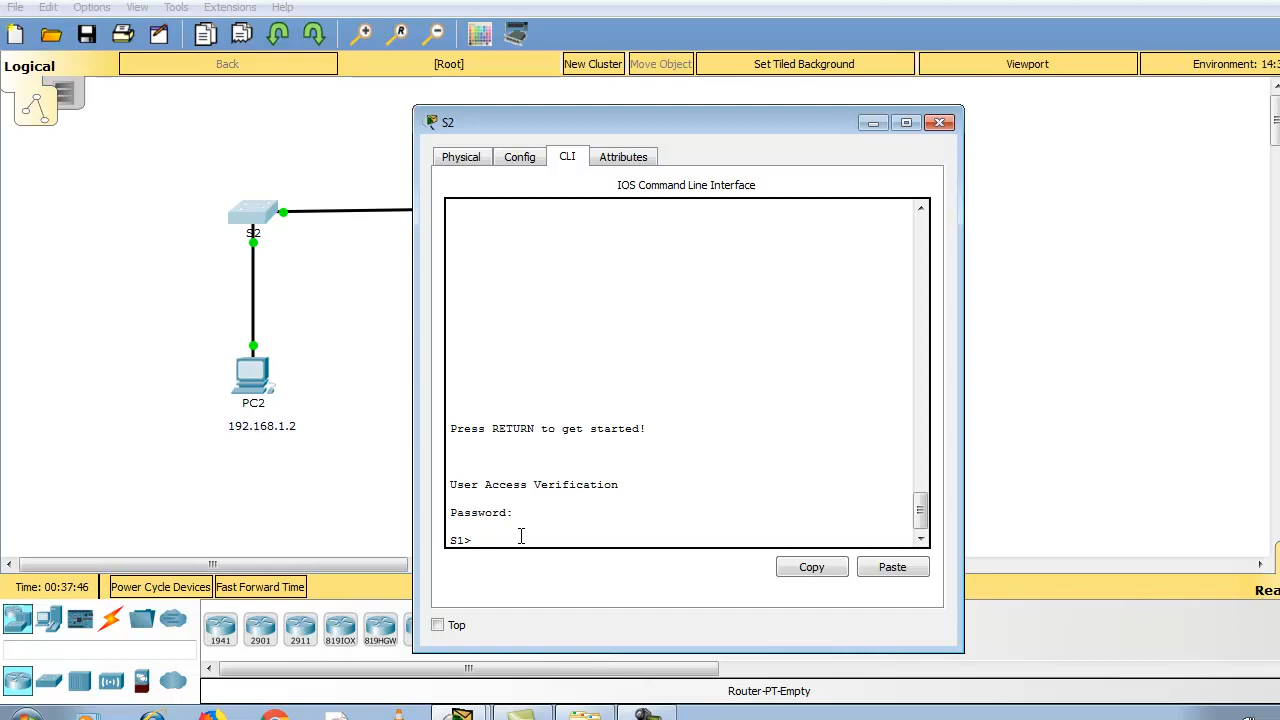 File Edit Options View Tools Extensions Help
Logical Back [Root] New Cluster Move Object Set Tiled Background Viewport Environment: 14:3
S2
Physical Config CLI Attributes
IOS Command Line Interface
S2
PC2
192.168.1.2
Press RETURN to get started!
User Access Verification
Password:
S1>
Copy Paste
Top
Time: 00:37:46 Power Cycle Devices Fast Forward Time
Rea
1941 2901 2911 819IOX 819HGW
Router-PT-Empty